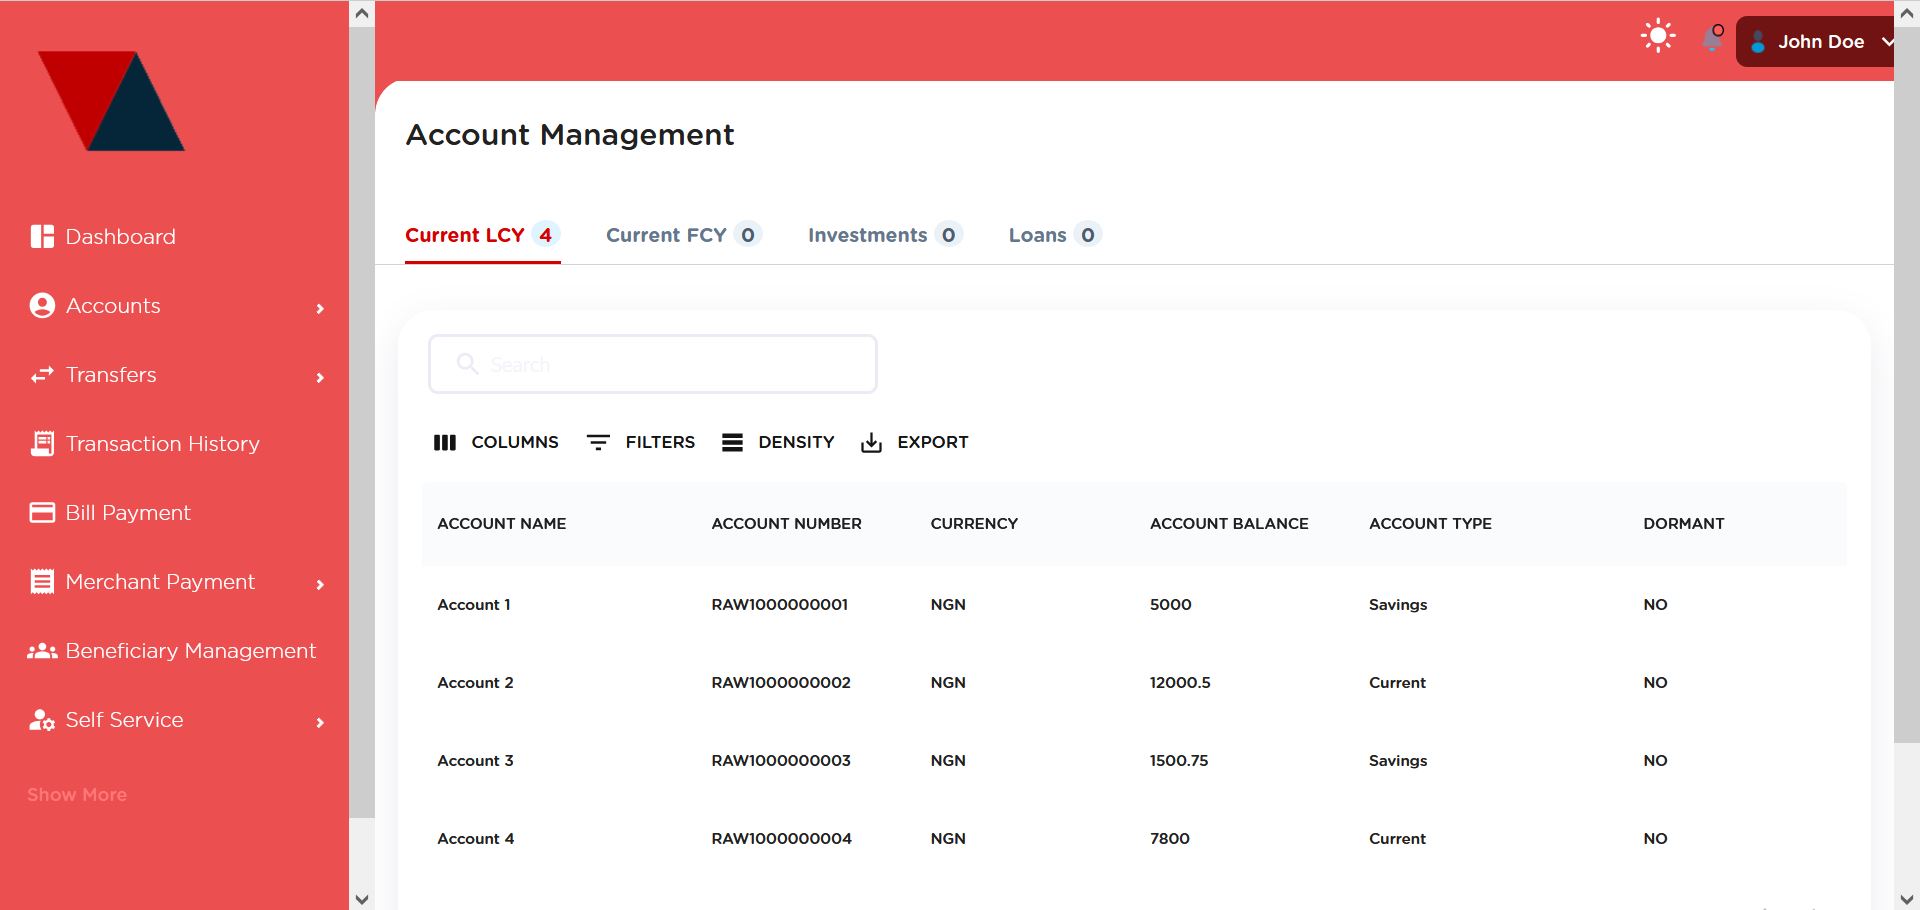 John Doe
Account Management
Current LCY 4 Current FCY 0 Investments 0 Loans 0
Dashboard
Accounts
Transfers
Transaction History
Bill Payment
Merchant Payment
Beneficiary Management
Self Service
Show More
Search
COLUMNS FILTERS DENSITY EXPORT
ACCOUNT NAME ACCOUNT NUMBER CURRENCY ACCOUNT BALANCE ACCOUNT TYPE DORMANT
Account 1 RAW1000000001 NGN 5000 Savings NO
Account 2 RAW1000000002 NGN 12000.5 Current NO
Account 3 RAW1000000003 NGN 1500.75 Savings NO
Account 4 RAW1000000004 NGN 7800 Current NO